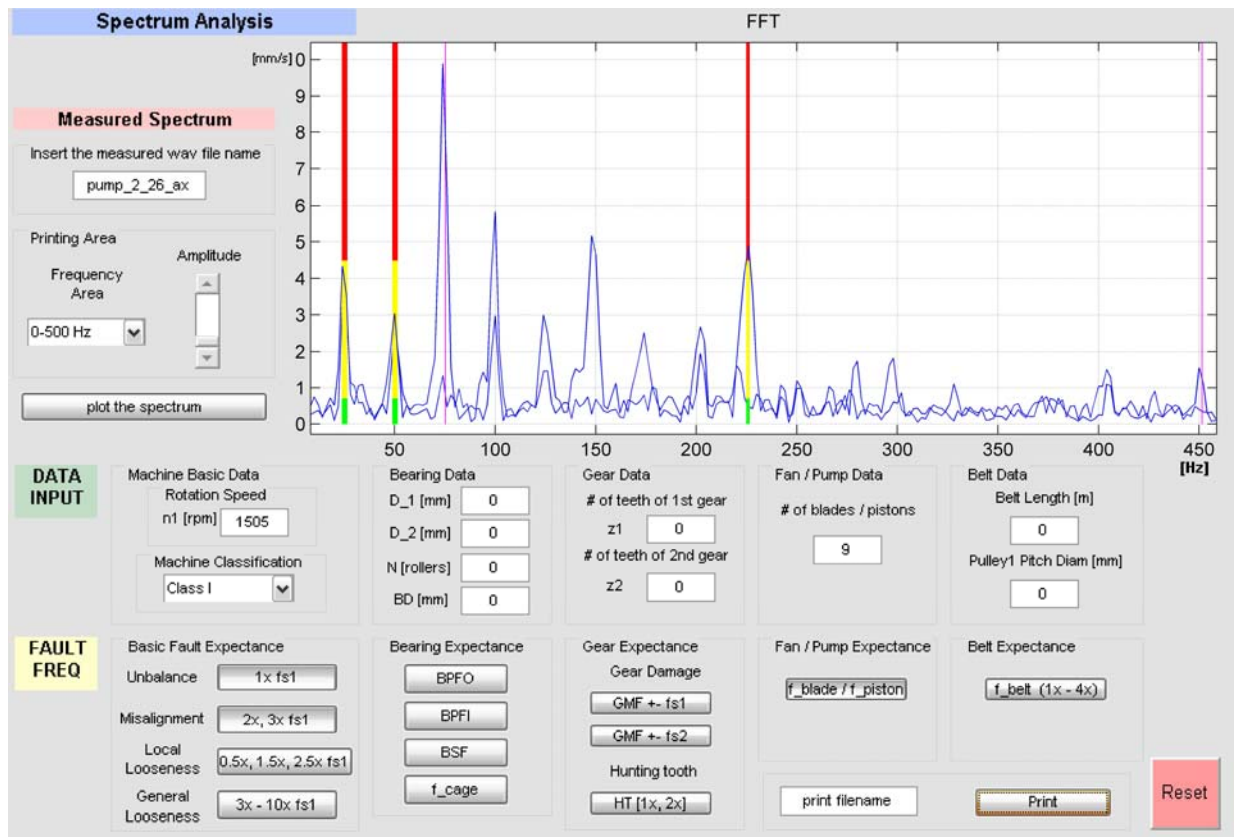 Spectrum Analysis
FFT
[mm/s] 0
9
8
7
6
5
4
3
2
1
0
50 100 150 200 250 300 350 400 450
[Hz]
Measured Spectrum
Insert the measured wav file name
pump_2_26_ax
Printing Area
Frequency
Area
Amplitude
0-500 Hz
plot the spectrum
DATA
INPUT
Machine Basic Data
Rotation Speed
n1 [rpm] 1505
Machine Classification
Class I
Bearing Data
D_1 [mm] 0
D_2 [mm] 0
N [rollers] 0
BD [mm] 0
Gear Data
# of teeth of 1st gear
z1 0
# of teeth of 2nd gear
z2 0
Fan / Pump Data
# of blades / pistons
9
Belt Data
Belt Length [m]
0
Pulley1 Pitch Diam [mm]
0
FAULT
FREQ
Basic Fault Expectance
Unbalance 1x fs1
Misalignment 2x, 3x fs1
Local
Looseness 0.5x, 1.5x, 2.5x fs1
General
Looseness 3x - 10x fs1
Bearing Expectance
BPFO
BPFI
BSF
f_cage
Gear Expectance
Gear Damage
GMF +- fs1
GMF +- fs2
Hunting tooth
HT [1x, 2x]
Fan / Pump Expectance
f_blade / f_piston
Belt Expectance
f_belt (1x - 4x)
print filename
Print
Reset